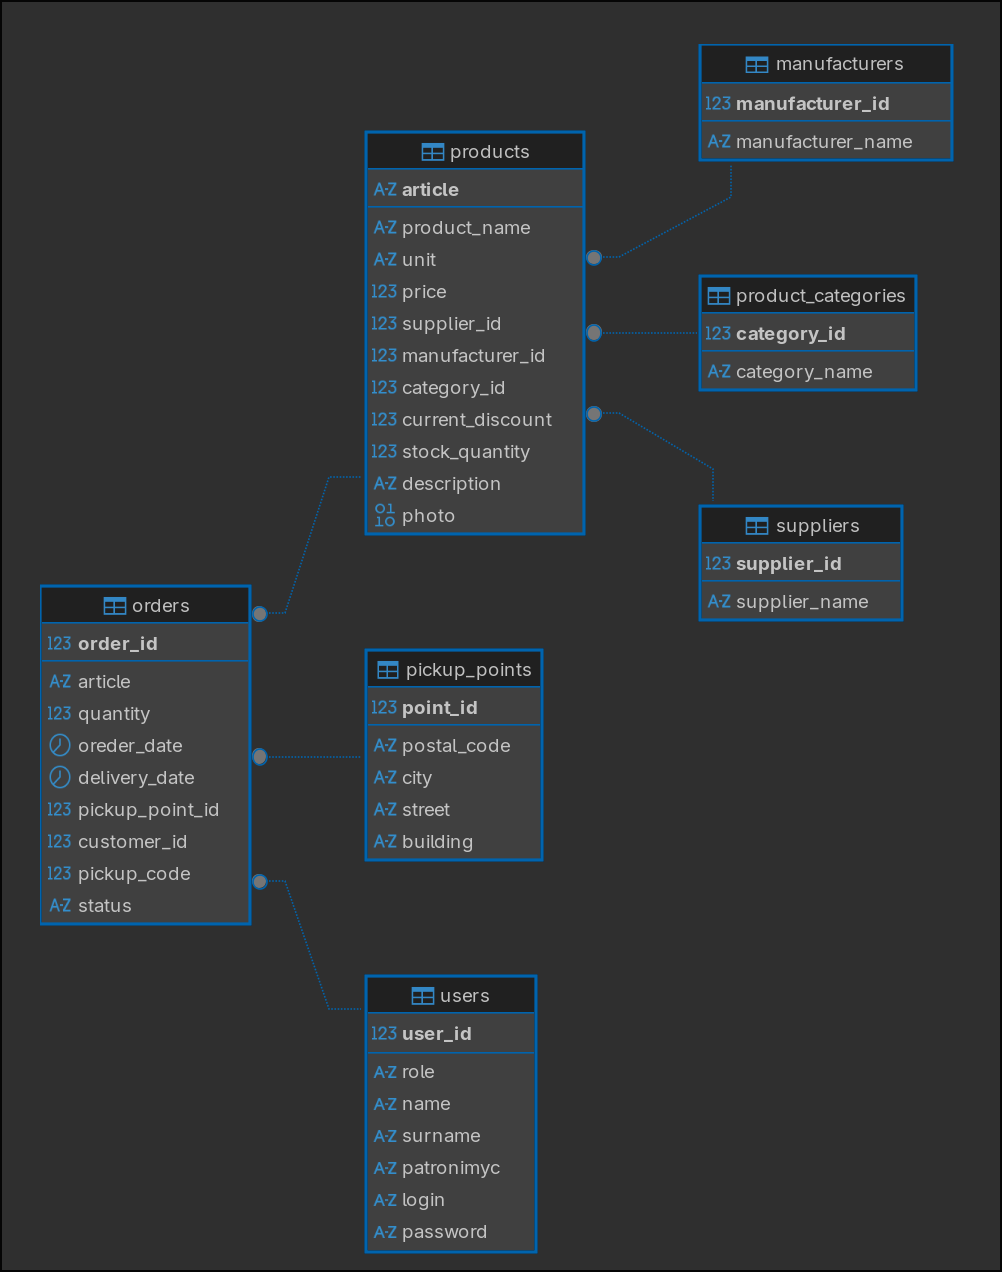 manufacturers
123 manufacturer_id
A-Z manufacturer_name
products
A-Z article
A-Z product_name
A-Z unit
123 price
123 supplier_id
123 manufacturer_id
123 category_id
123 current_discount
123 stock_quantity
A-Z description
01
10 photo
product_categories
123 category_id
A-Z category_name
suppliers
123 supplier_id
A-Z supplier_name
orders
123 order_id
A-Z article
123 quantity
oreder_date
delivery_date
123 pickup_point_id
123 customer_id
123 pickup_code
A-Z status
pickup_points
123 point_id
A-Z postal_code
A-Z city
A-Z street
A-Z building
users
123 user_id
A-Z role
A-Z name
A-Z surname
A-Z patronimyc
A-Z login
A-Z password